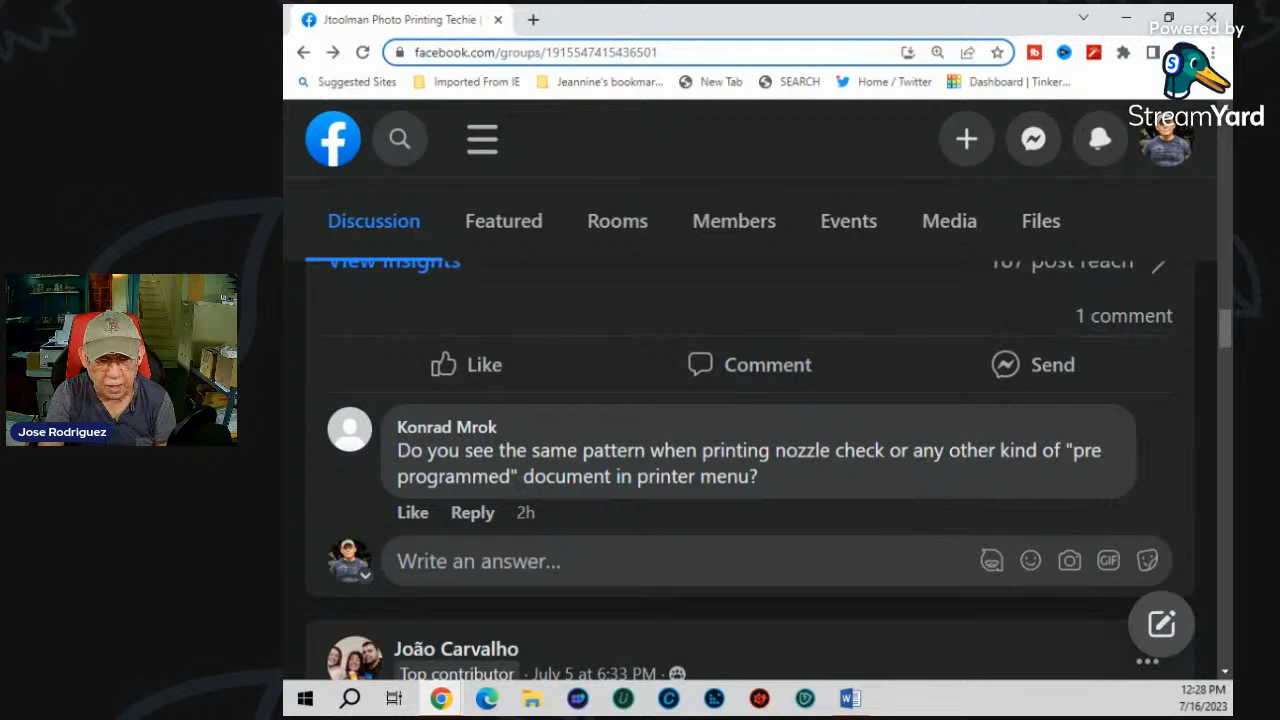 Jtoolman Photo Printing Techie |
facebook.com/groups/1915547415436501
Powered by
StreamYard
Suggested Sites
Imported From IE
Jeannine's bookmar...
New Tab
SEARCH
Home / Twitter
Dashboard | Tinker...
Discussion
Featured
Rooms
Members
Events
Media
Files
View Insights
167 post reach
1 comment
Like
Comment
Send
Konrad Mrok
Do you see the same pattern when printing nozzle check or any other kind of "pre
programmed" document in printer menu?
Like Reply 2h
Write an answer...
GIF
João Carvalho
Top contributor · July 5 at 6:33 PM ·
Jose Rodriguez
12:28 PM
7/16/2023